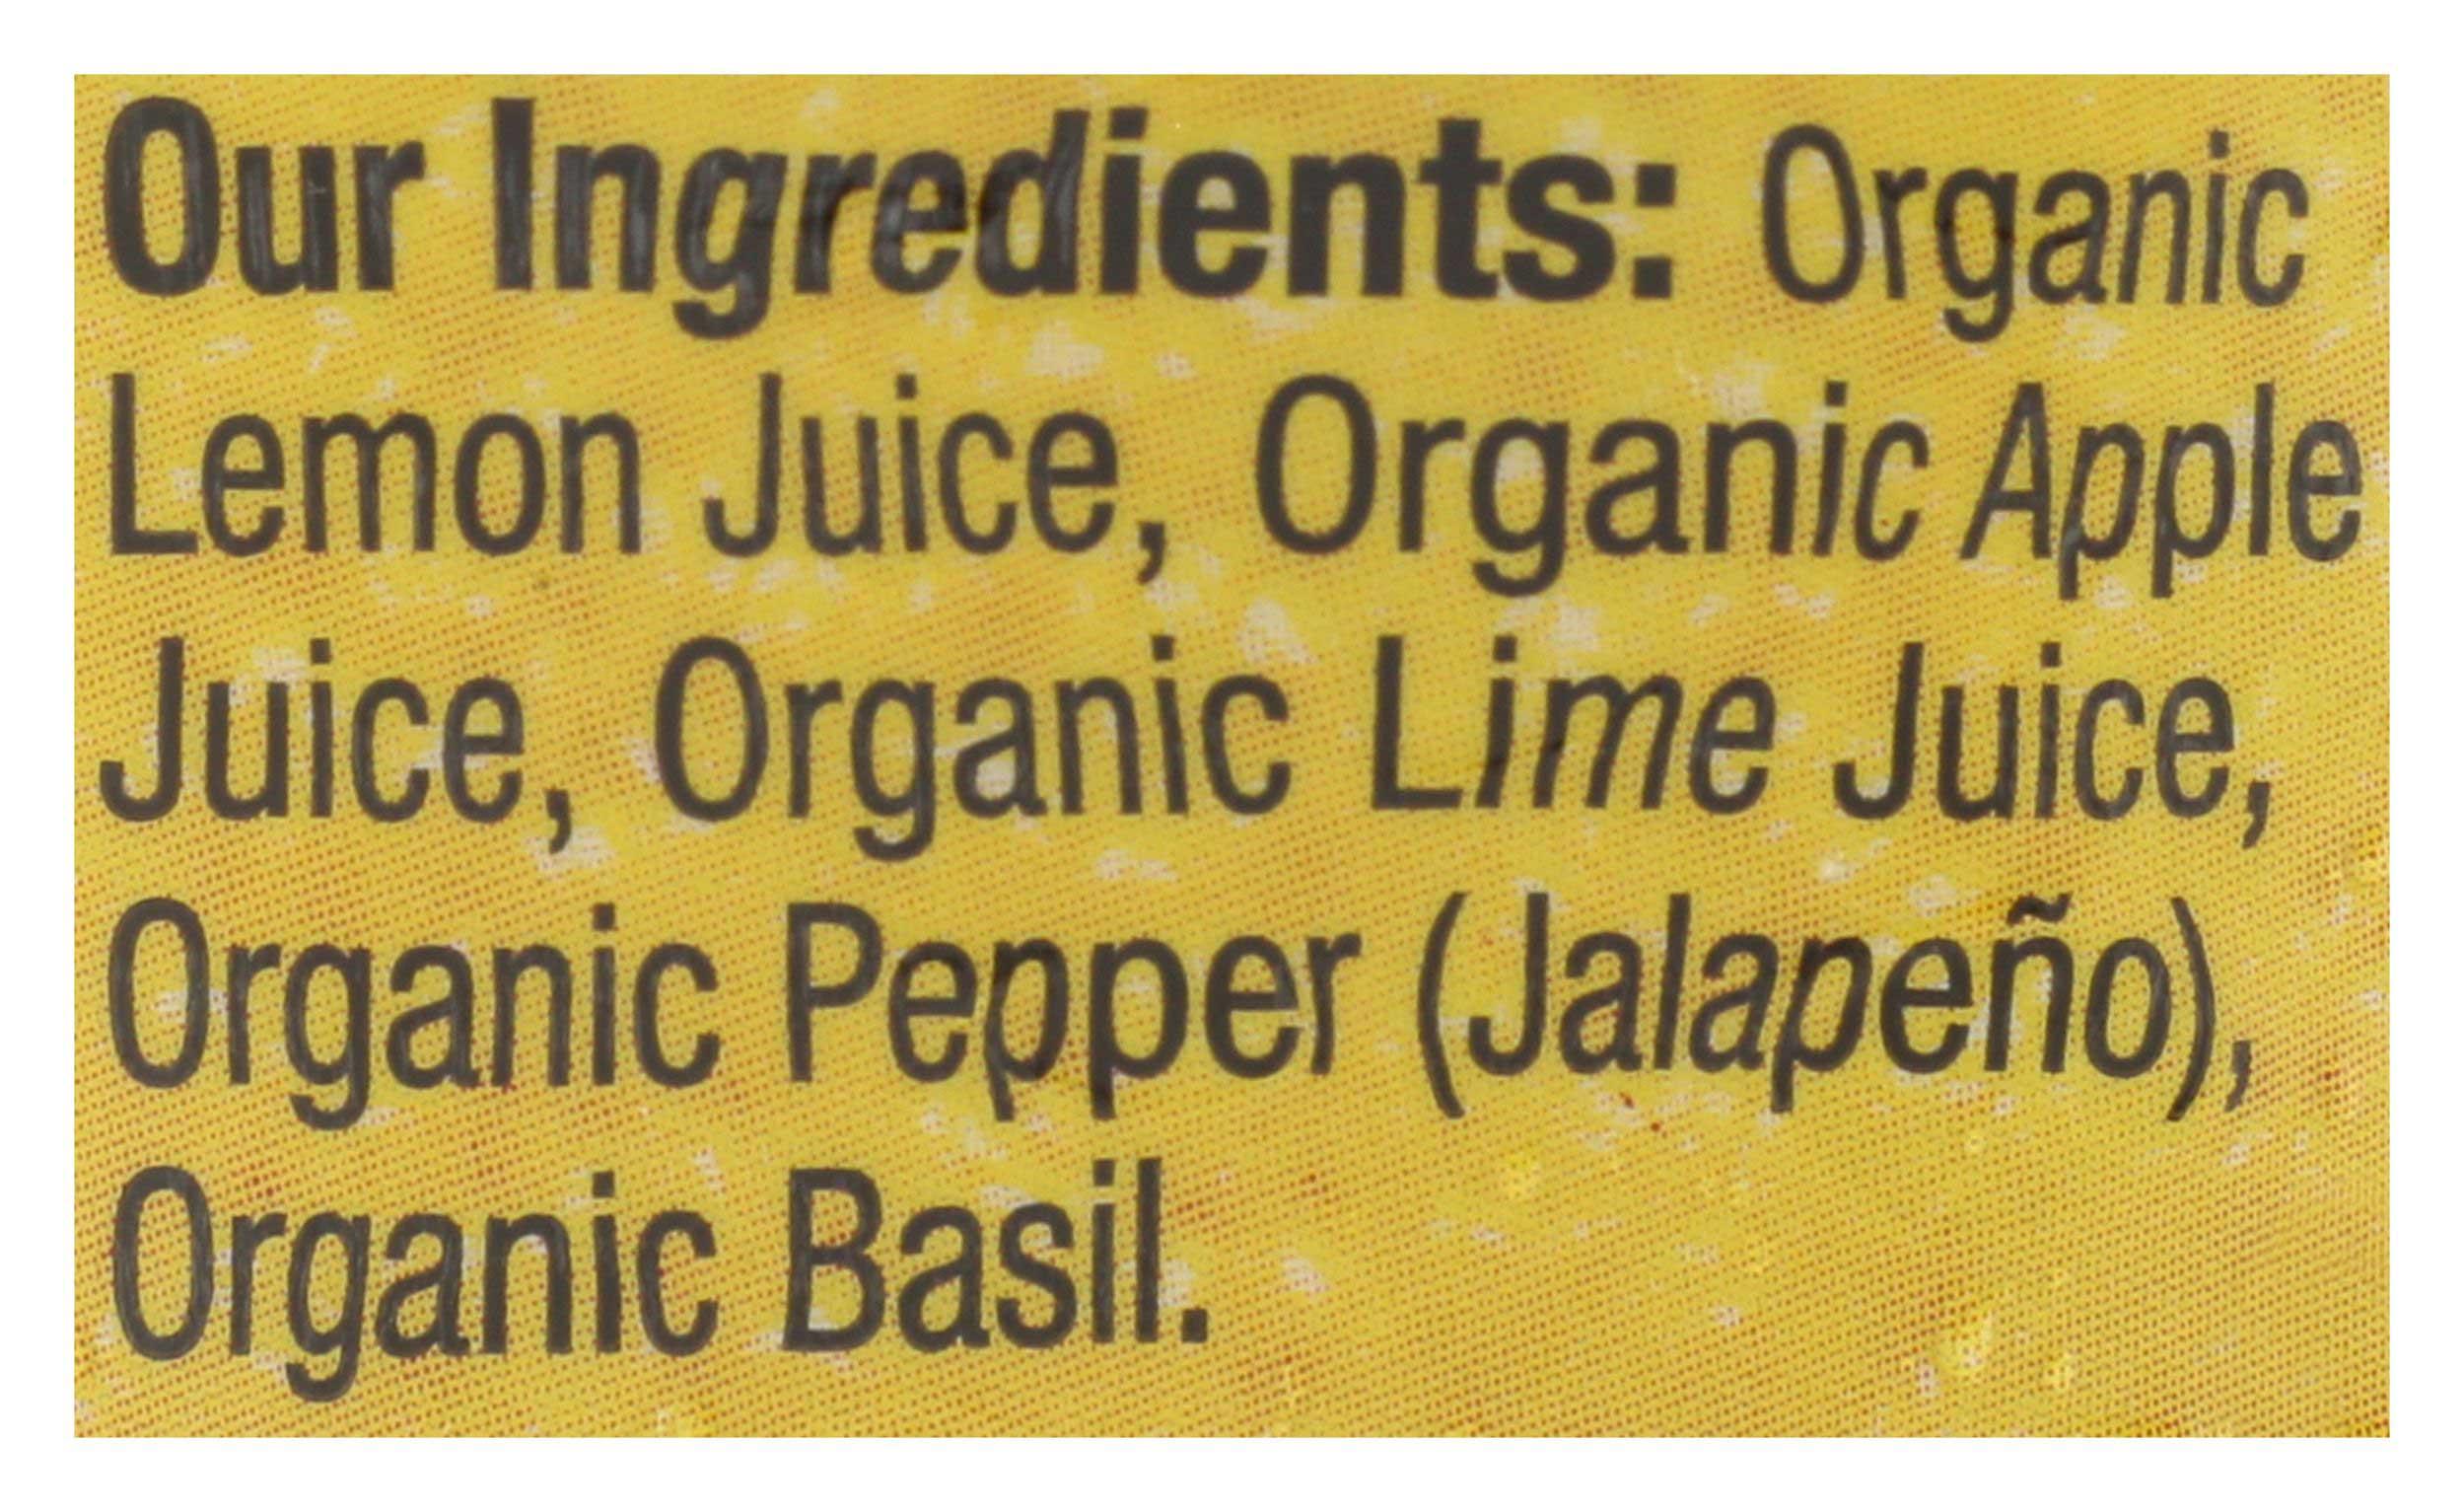 Our Ingredients: Organic
Lemon Juice, Organic Apple
Juice, Organic Lime Juice,
Organic Pepper (Jalapeño),
Organic Basil.